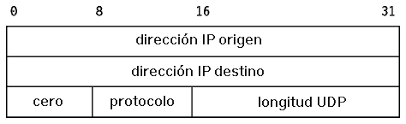 0 8 16 31
dirección IP origen
dirección IP destino
cero protocolo longitud UDP